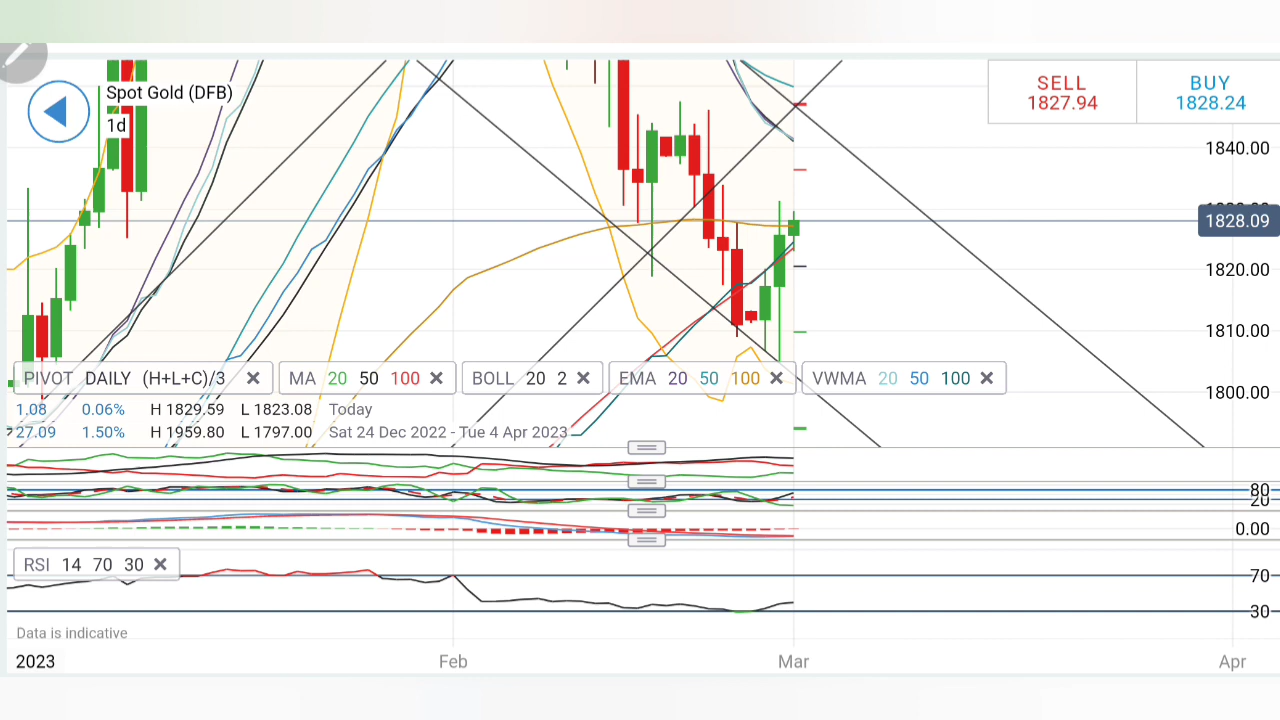 Spot Gold (DFB)
1d
SELL
1827.94
BUY
1828.24
1840.00
1828.09
1820.00
1810.00
1800.00
PIVOT DAILY (H+L+C)/3
MA 20 50 100
BOLL 20 2
EMA 20 50 100
VWMA 20 50 100
1.08 0.06% H 1829.59 L 1823.08 Today
27.09 1.50% H 1959.80 L 1797.00 Sat 24 Dec 2022 - Tue 4 Apr 2023
80
20
0.00
RSI 14 70 30
70
30
Data is indicative
2023 Feb Mar Apr